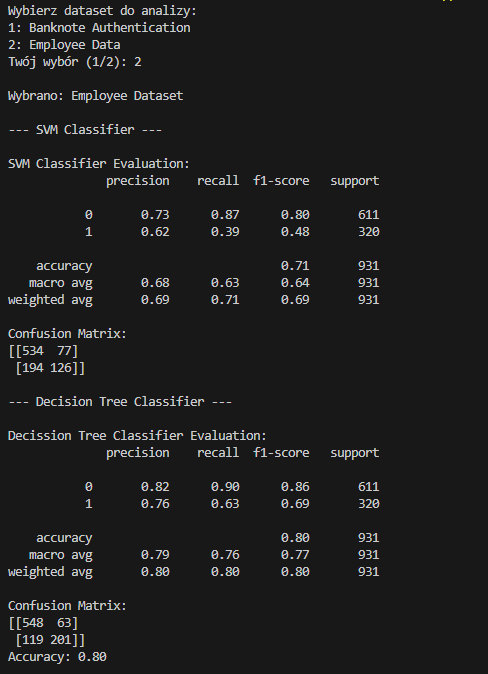 Wybierz dataset do analizy:
1: Banknote Authentication
2: Employee Data
Twój wybór (1/2): 2
Wybrano: Employee Dataset
--- SVM Classifier ---
SVM Classifier Evaluation:
precision recall f1-score support
0 0.73 0.87 0.80 611
1 0.62 0.39 0.48 320
accuracy 0.71 931
macro avg 0.68 0.63 0.64 931
weighted avg 0.69 0.71 0.69 931
Confusion Matrix:
[[534 77]
[194 126]]
--- Decision Tree Classifier ---
Decission Tree Classifier Evaluation:
precision recall f1-score support
0 0.82 0.90 0.86 611
1 0.76 0.63 0.69 320
accuracy 0.80 931
macro avg 0.79 0.76 0.77 931
weighted avg 0.80 0.80 0.80 931
Confusion Matrix:
[[548 63]
[119 201]]
Accuracy: 0.80